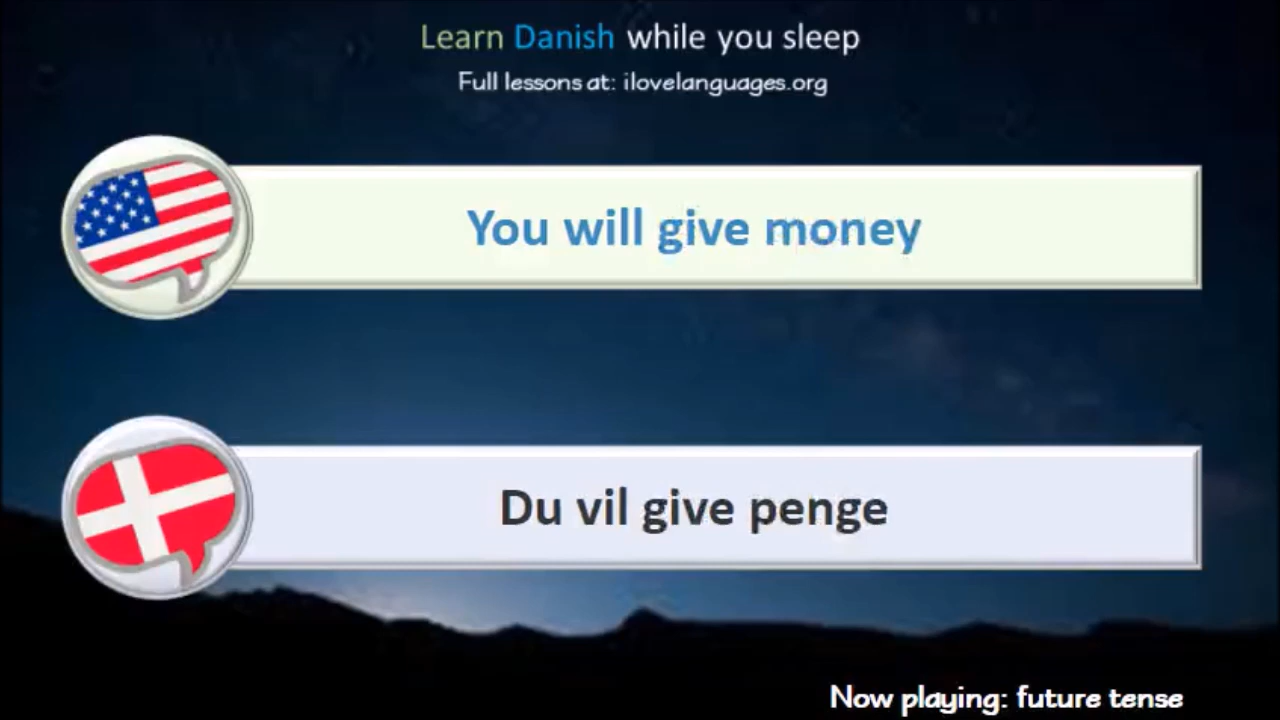 Learn Danish while you sleep
Full lessons at: ilovelanguages.org
You will give money
Du vil give penge
Now playing: future tense